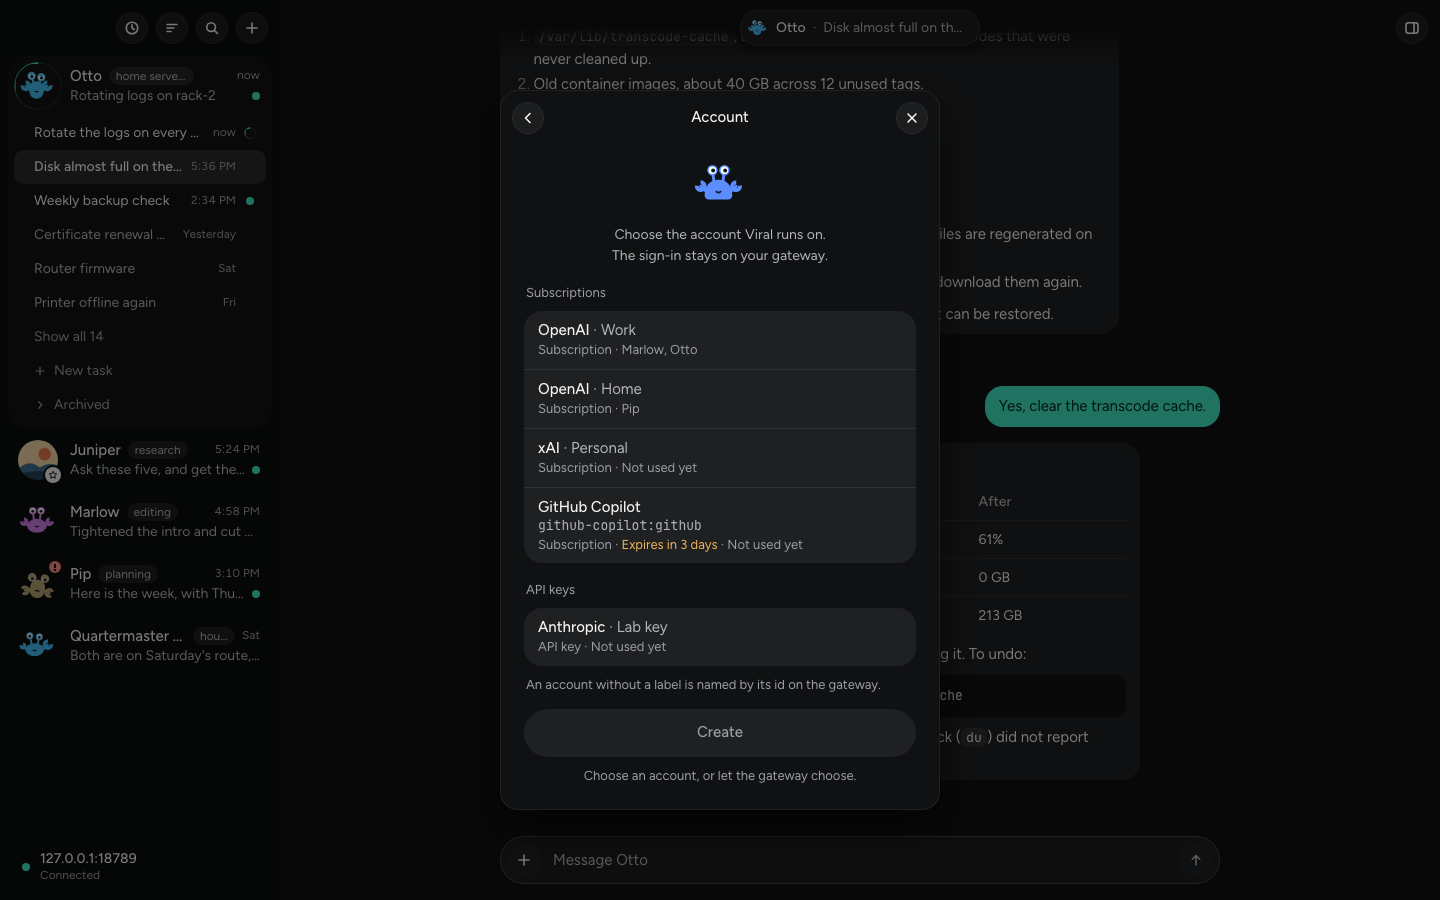 Otto · Disk almost full on th...
Otto home serve... now
Rotating logs on rack-2
Rotate the logs on every ... now
Disk almost full on the... 5:36 PM
Weekly backup check 2:34 PM
Certificate renewal ... Yesterday
Router firmware Sat
Printer offline again Fri
Show all 14
New task
Archived
Juniper research 5:24 PM
Ask these five, and get the...
Marlow editing 4:58 PM
Tightened the intro and cut ...
Pip planning 3:10 PM
Here is the week, with Thu...
Quartermaster ... hou... Sat
Both are on Saturday's route,...
127.0.0.1:18789
Connected
1. /var/lib/transcode-cache, that were
never cleaned up.
2. Old container images, about 40 GB across 12 unused tags.
are regenerated on
download them again.
can be restored.
Yes, clear the transcode cache.
After
61%
0 GB
213 GB
it. To undo:
(du) did not report
Message Otto
Account
Choose the account Viral runs on.
The sign-in stays on your gateway.
Subscriptions
OpenAI · Work
Subscription · Marlow, Otto
OpenAI · Home
Subscription · Pip
xAI · Personal
Subscription · Not used yet
GitHub Copilot
github-copilot:github
Subscription · Expires in 3 days · Not used yet
API keys
Anthropic · Lab key
API key · Not used yet
An account without a label is named by its id on the gateway.
Create
Choose an account, or let the gateway choose.